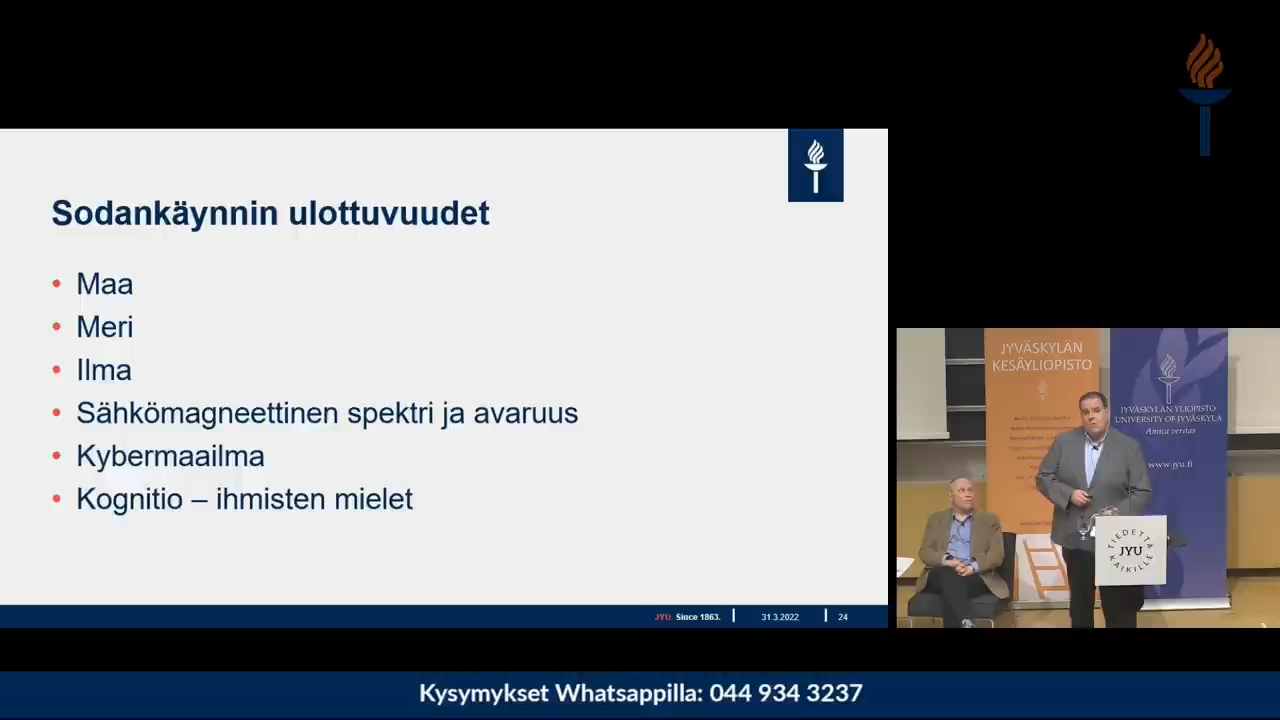 Sodankäynnin ulottuvuudet
• Maa
• Meri
• Ilma
• Sähkömagneettinen spektri ja avaruus
• Kybermaailma
• Kognitio – ihmisten mielet
JYU. Since 1863.
31.3.2022
24
JYVÄSKYLÄN
KESÄYLIOPISTO
JYVÄSKYLÄN YLIOPISTO
UNIVERSITY OF JYVÄSKYLÄ
www.jyu.fi
TIEDETTÄ
JYU
KAIKILLE
Kysymykset Whatsappilla: 044 934 3237